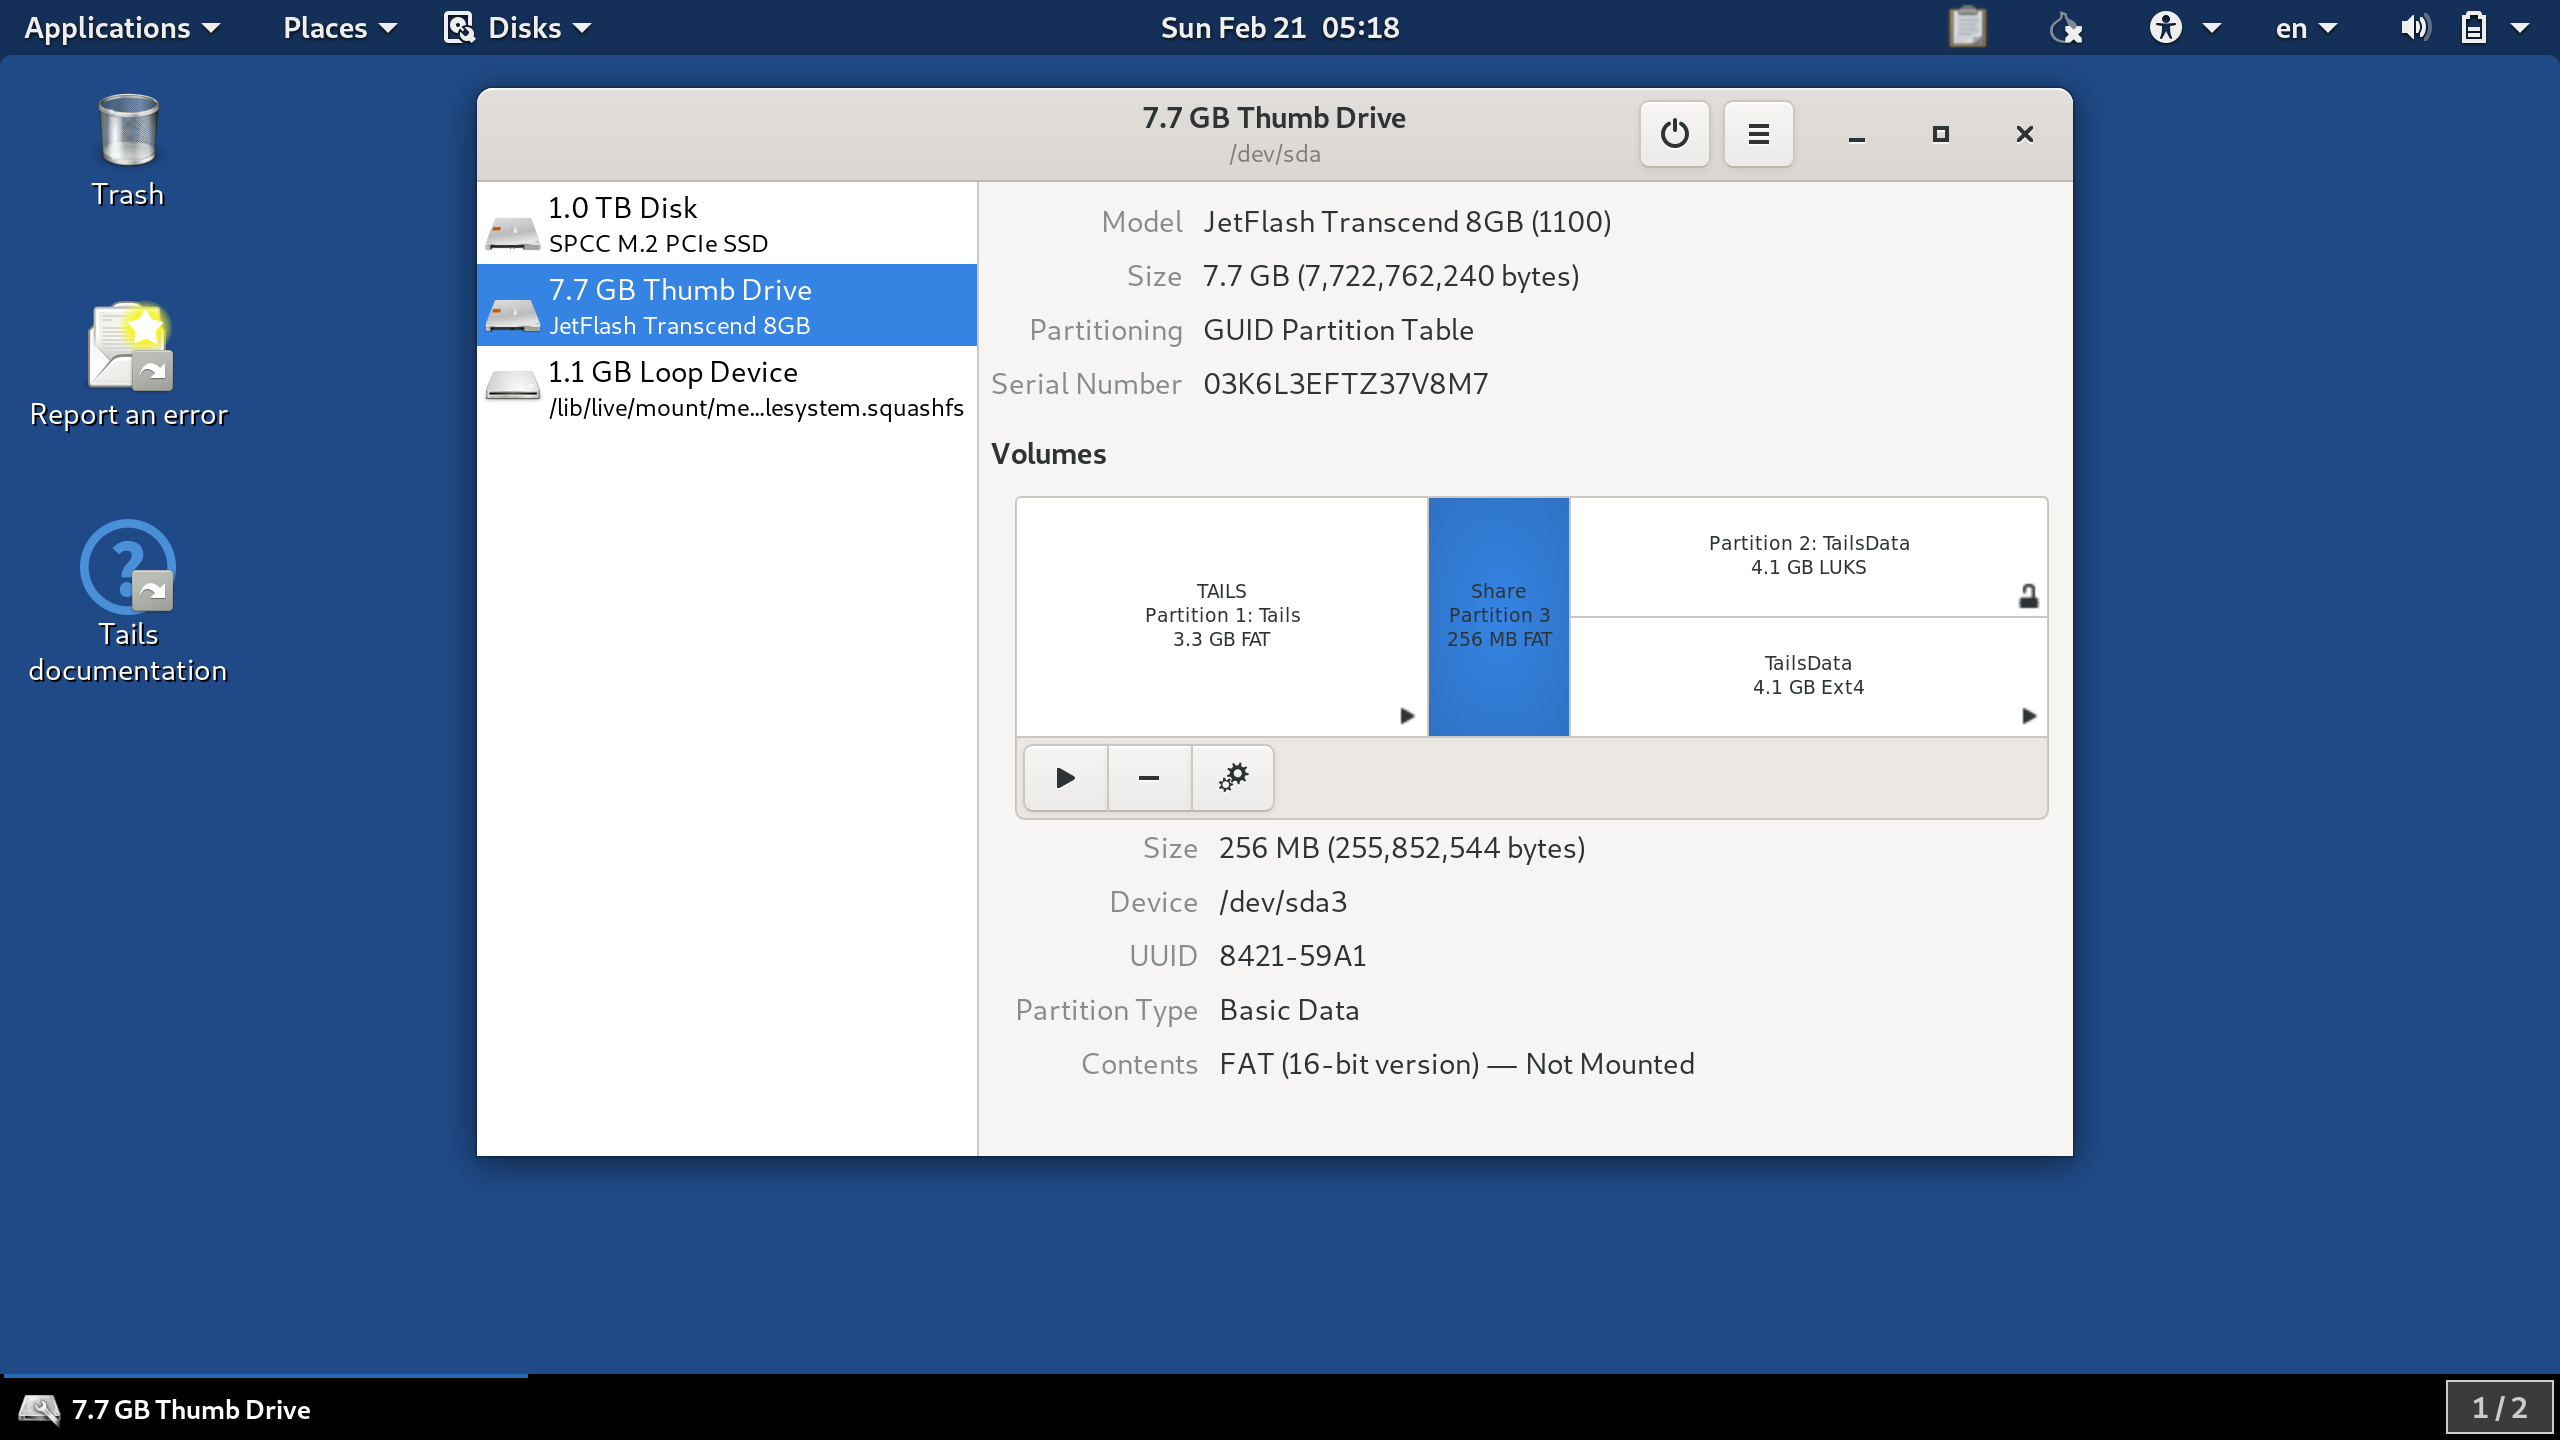 Applications Places Disks Sun Feb 21 05:18 en
Trash
Report an error
Tails
documentation
7.7 GB Thumb Drive
/dev/sda
1.0 TB Disk
SPCC M.2 PCIe SSD
7.7 GB Thumb Drive
JetFlash Transcend 8GB
1.1 GB Loop Device
/lib/live/mount/me...lesystem.squashfs
Model JetFlash Transcend 8GB (1100)
Size 7.7 GB (7,722,762,240 bytes)
Partitioning GUID Partition Table
Serial Number 03K6L3EFTZ37V8M7
Volumes
TAILS
Partition 1: Tails
3.3 GB FAT
Share
Partition 3
256 MB FAT
Partition 2: TailsData
4.1 GB LUKS
TailsData
4.1 GB Ext4
Size 256 MB (255,852,544 bytes)
Device /dev/sda3
UUID 8421-59A1
Partition Type Basic Data
Contents FAT (16-bit version) — Not Mounted
7.7 GB Thumb Drive
1 / 2